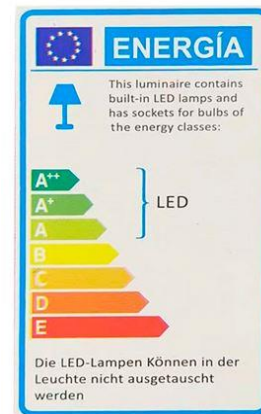 ENERGÍA
This luminaire contains
built-in LED lamps and
has sockets for bulbs of
the energy classes:
A++
A+
A
B
C
D
E
LED
Die LED-Lampen Können in der
Leuchte nicht ausgetauscht
werden